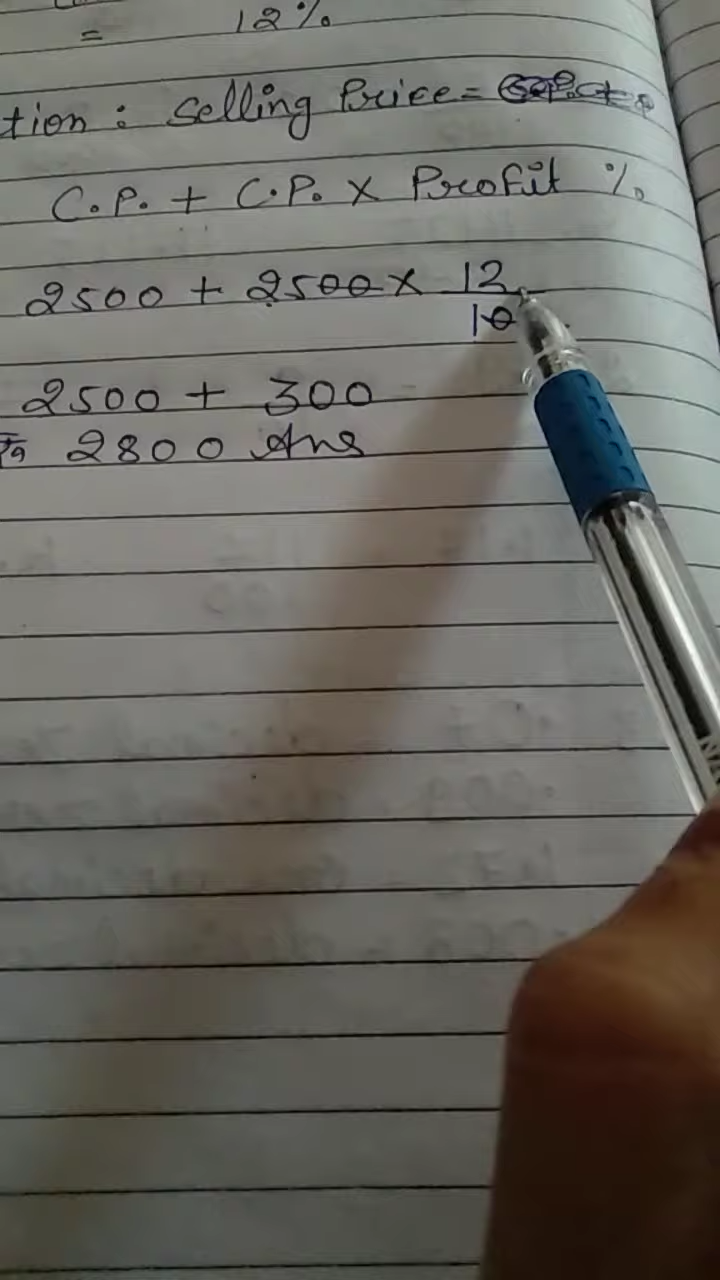 = 12%
tion: Selling Price =
C.P. + C.P. × Profit %
2500 + 2500 × 12
10
2500 + 300
2800 Ans